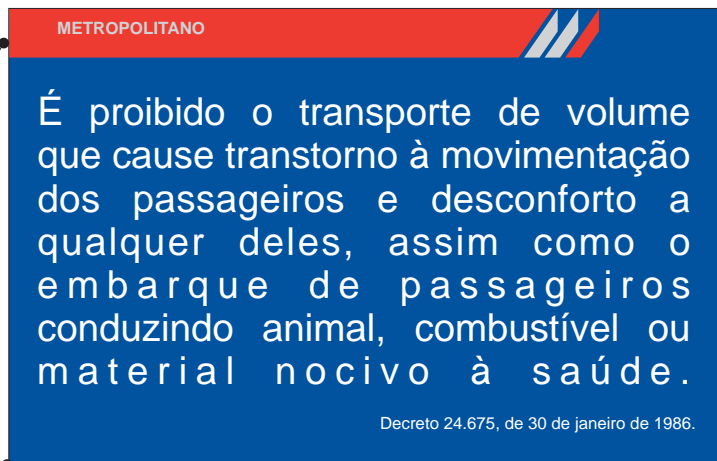 METROPOLITANO
É proibido o transporte de volume
que cause transtorno à movimentação
dos passageiros e desconforto a
qualquer deles, assim como o
embarque de passageiros
conduzindo animal, combustível ou
material nocivo à saúde.
Decreto 24.675, de 30 de janeiro de 1986.